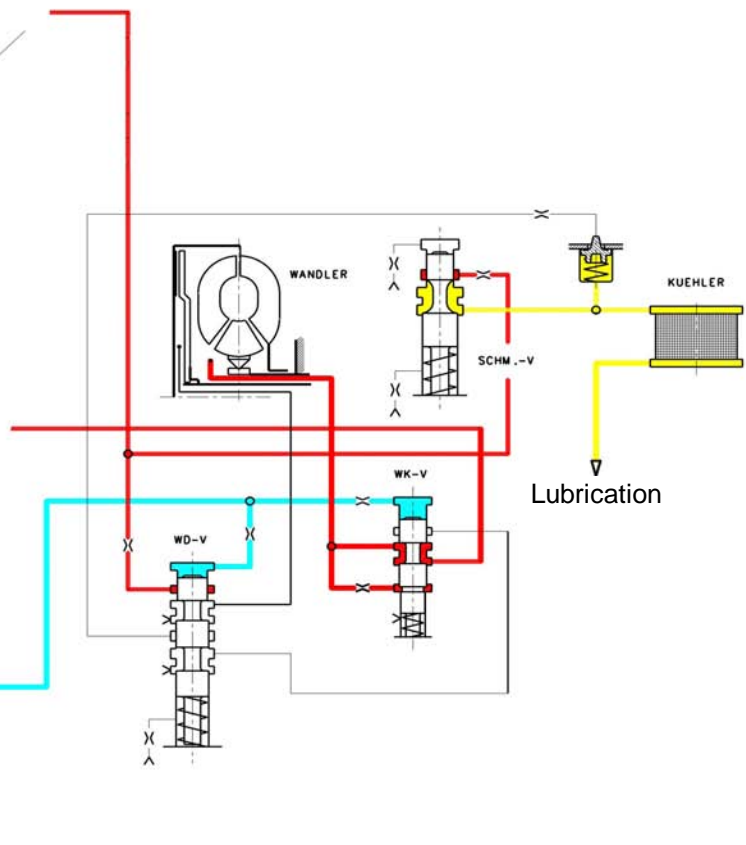 WANDLER
KUEHLER
SCHM.-V
WK-V
Lubrication
WD-V